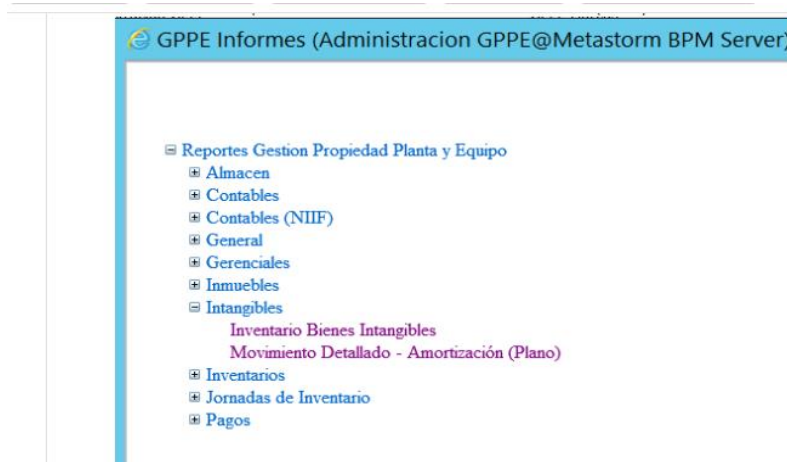 GPPE Informes (Administracion GPPE@Metastorm BPM Server)
Reportes Gestion Propiedad Planta y Equipo
Almacen
Contables
Contables (NIIF)
General
Gerenciales
Inmuebles
Intangibles
Inventario Bienes Intangibles
Movimiento Detallado - Amortización (Plano)
Inventarios
Jornadas de Inventario
Pagos